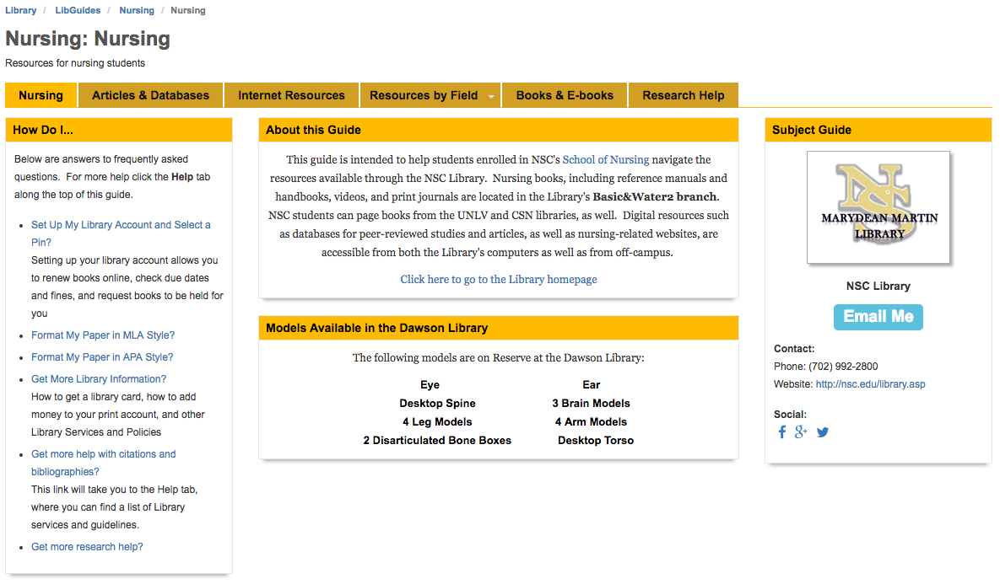 Library / LibGuides / Nursing / Nursing
Nursing: Nursing
Resources for nursing students
Nursing Articles & Databases Internet Resources Resources by Field Books & E-books Research Help
How Do I...
Below are answers to frequently asked
questions. For more help click the Help tab
along the top of this guide.
Set Up My Library Account and Select a
Pin?
Setting up your library account allows you
to renew books online, check due dates
and fines, and request books to be held for
you
Format My Paper in MLA Style?
Format My Paper in APA Style?
Get More Library Information?
How to get a library card, how to add
money to your print account, and other
Library Services and Policies
Get more help with citations and
bibliographies?
This link will take you to the Help tab,
where you can find a list of Library
services and guidelines.
Get more research help?
About this Guide
This guide is intended to help students enrolled in NSC's School of Nursing navigate the
resources available through the NSC Library. Nursing books, including reference manuals and
handbooks, videos, and print journals are located in the Library's Basic&Water2 branch.
NSC students can page books from the UNLV and CSN libraries, as well. Digital resources such
as databases for peer-reviewed studies and articles, as well as nursing-related websites, are
accessible from both the Library's computers as well as from off-campus.
Click here to go to the Library homepage
Models Available in the Dawson Library
The following models are on Reserve at the Dawson Library:
Eye Ear
Desktop Spine 3 Brain Models
4 Leg Models 4 Arm Models
2 Disarticulated Bone Boxes Desktop Torso
Subject Guide
NS
MARYDEAN MARTIN
LIBRARY
NSC Library
Email Me
Contact:
Phone: (702) 992-2800
Website: http://nsc.edu/library.asp
Social: